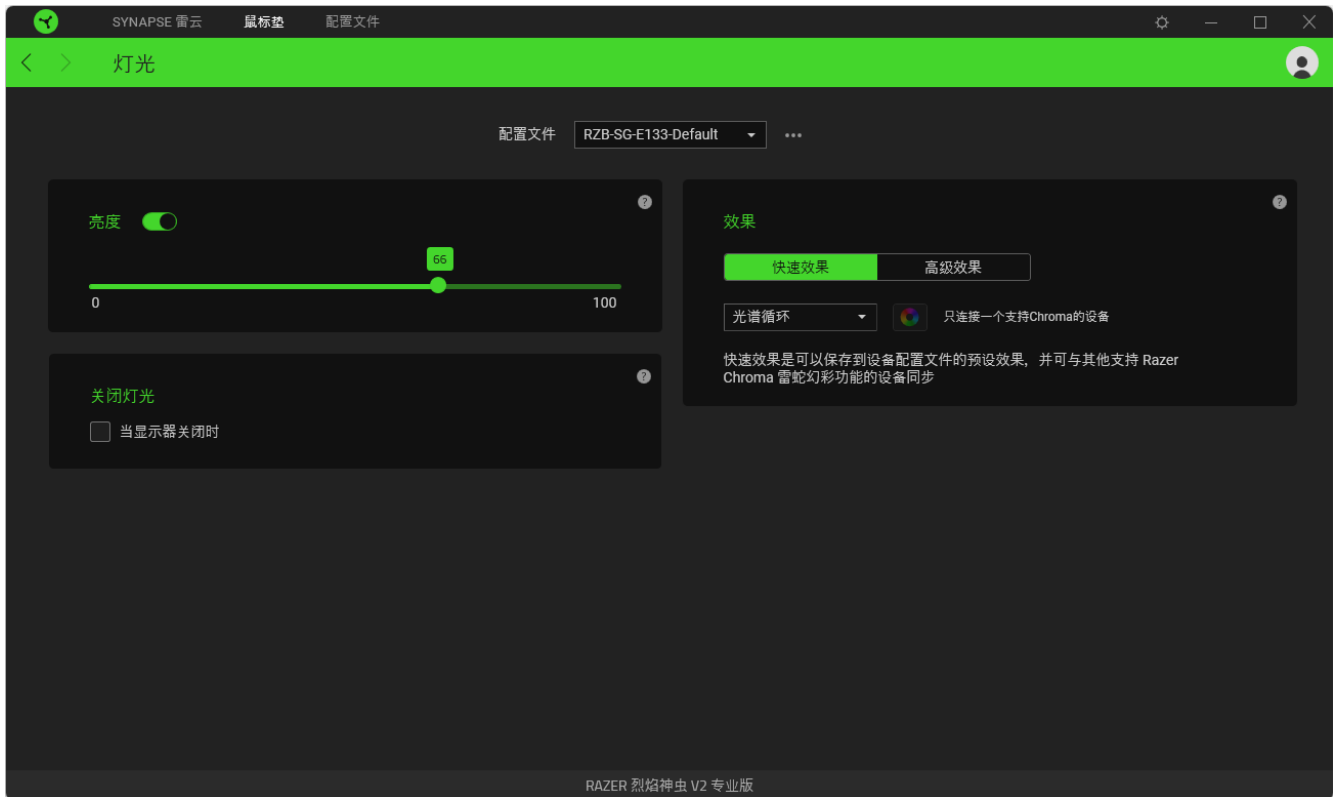 SYNAPSE 雷云 鼠标垫 配置文件
灯光
配置文件 RZB-SG-E133-Default
亮度
66
0 100
关闭灯光
当显示器关闭时
效果
快速效果 高级效果
光谱循环 只连接一个支持Chroma的设备
快速效果是可以保存到设备配置文件的预设效果，并可与其他支持 Razer
Chroma 雷蛇幻彩功能的设备同步
RAZER 烈焰神虫 V2 专业版